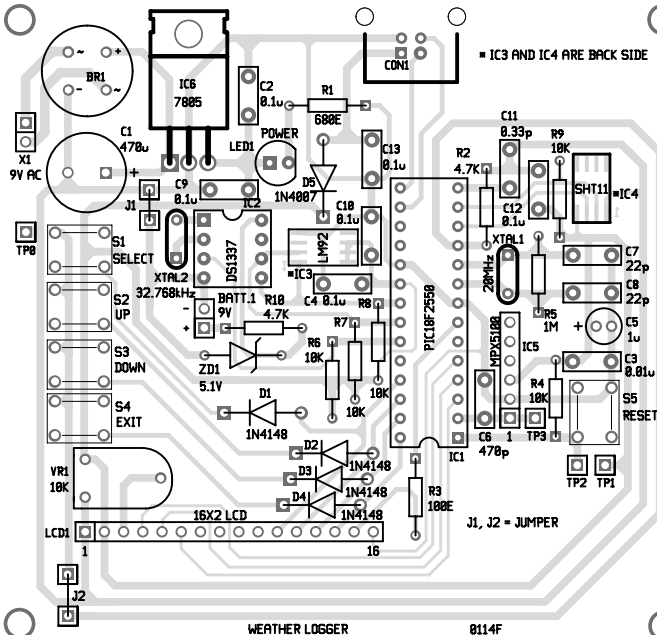 * IC3 AND IC4 ARE BACK SIDE
CON1
~ +
BR1
- ~
IC6
7805
C2
0.1u
R1
680E
X1
9V AC
C1
470u
+
LED1
POWER
C13
0.1u
C11
0.33p
R9
10K
R2
4.7K
SHT11
*IC4
D5
1N4007
C9
0.1u
J1
IC2
C10
0.1u
C12
0.1u
TP0
S1
SELECT
XTAL2
32.768kHz
DS1337
LM92
*IC3
C4 0.1u
XTAL1
20MHz
C7
22p
C8
22p
S2
UP
BATT.1
9V
-
+
R10
4.7K
R8
R7
R6
10K
PIC18F2550
R5
1M
+
C5
1u
MPX5100
IC5
S3
DOWN
ZD1
5.1V
10K
10K
C3
0.01u
R4
10K
S5
RESET
S4
EXIT
D1
1N4148
C6
470p
1
TP3
IC1
D2
1N4148
D3
1N4148
D4
1N4148
TP2
TP1
VR1
10K
R3
100E
16X2 LCD
LCD1
1
16
J1, J2 = JUMPER
J2
WEATHER LOGGER
0114F